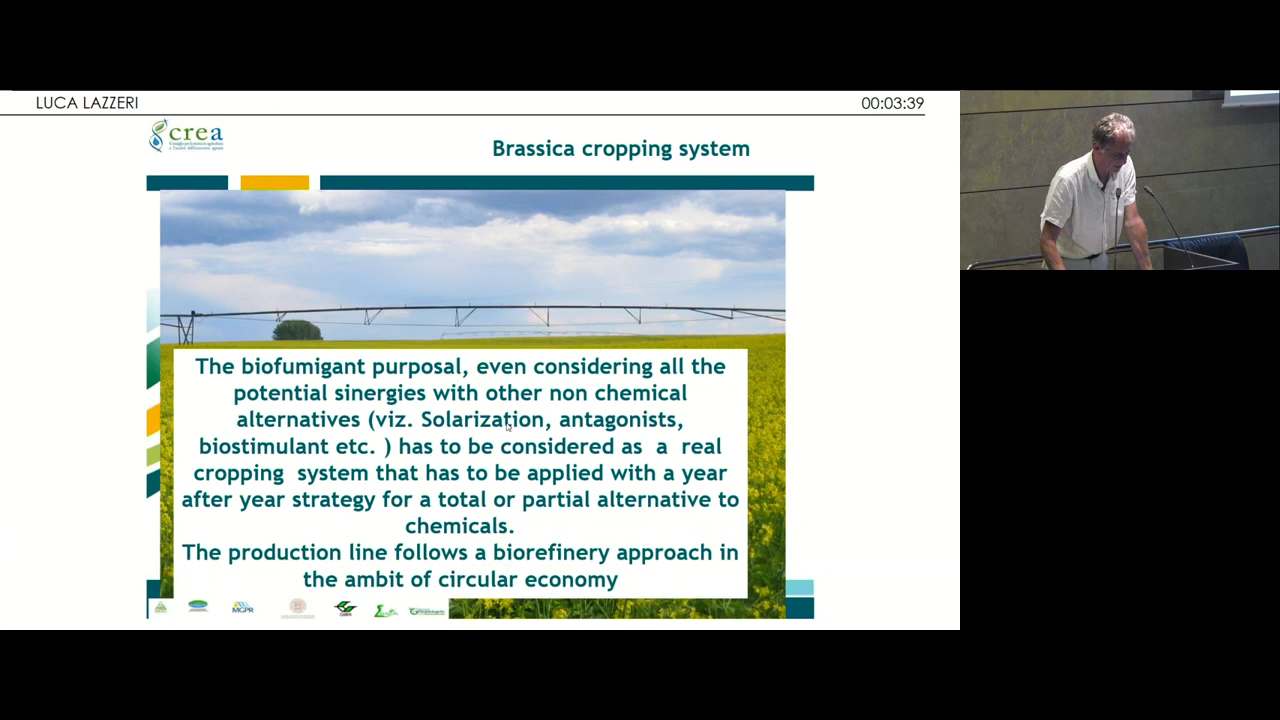 LUCA LAZZERI
00:03:39
crea
Brassica cropping system
The biofumigant purposal, even considering all the
potential sinergies with other non chemical
alternatives (viz. Solarization, antagonists,
biostimulant etc. ) has to be considered as a real
cropping system that has to be applied with a year
after year strategy for a total or partial alternative to
chemicals.
The production line follows a biorefinery approach in
the ambit of circular economy
MGPR